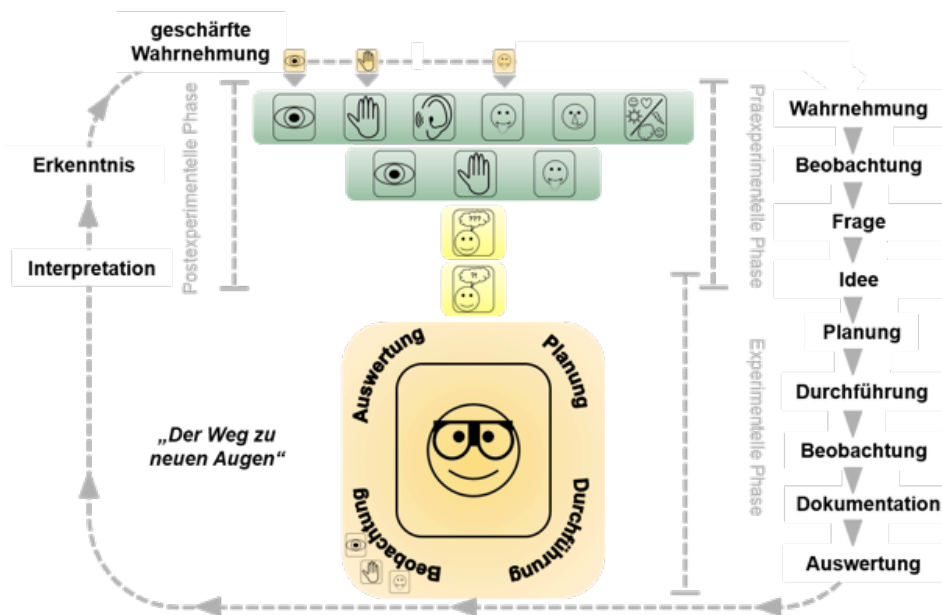 geschärfte
Wahrnehmung
Postexperimentelle Phase
Erkenntnis
Interpretation
???
?!
Auswertung
Planung
Beobachtung
Durchführung
„Der Weg zu
neuen Augen“
Präexperimentelle Phase
Experimentelle Phase
Wahrnehmung
Beobachtung
Frage
Idee
Planung
Durchführung
Beobachtung
Dokumentation
Auswertung